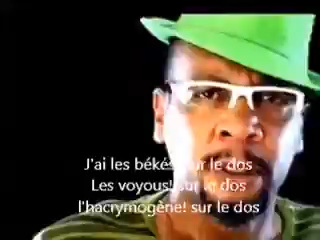 J'ai les békés sur le dos
Les voyous! sur le dos
l'hacrymogène! sur le dos